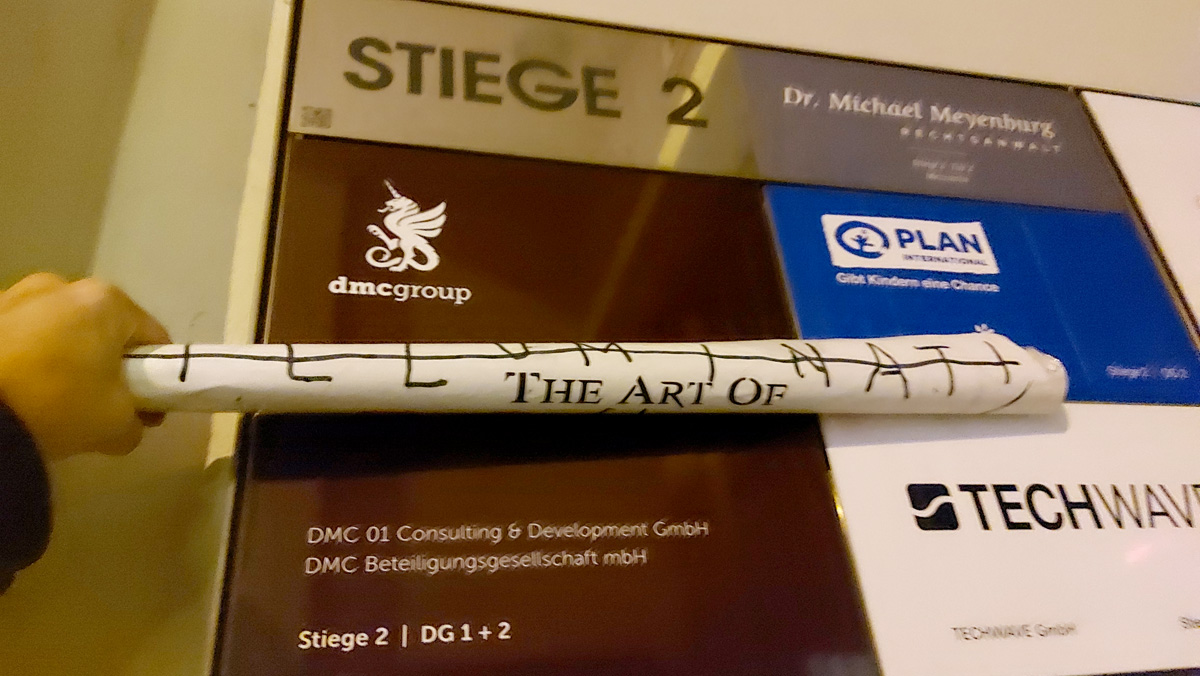 STIEGE 2
Dr. Michael Meyenburg
RECHTSANWALT
dmcgroup
PLAN
INTERNATIONAL
Gibt Kindern eine Chance
ILLUMINATI
THE ART OF
TECHWAVE
DMC 01 Consulting & Development GmbH
DMC Beteiligungsgesellschaft mbH
Stiege 2 | DG 1 + 2
TECHWAVE GmbH